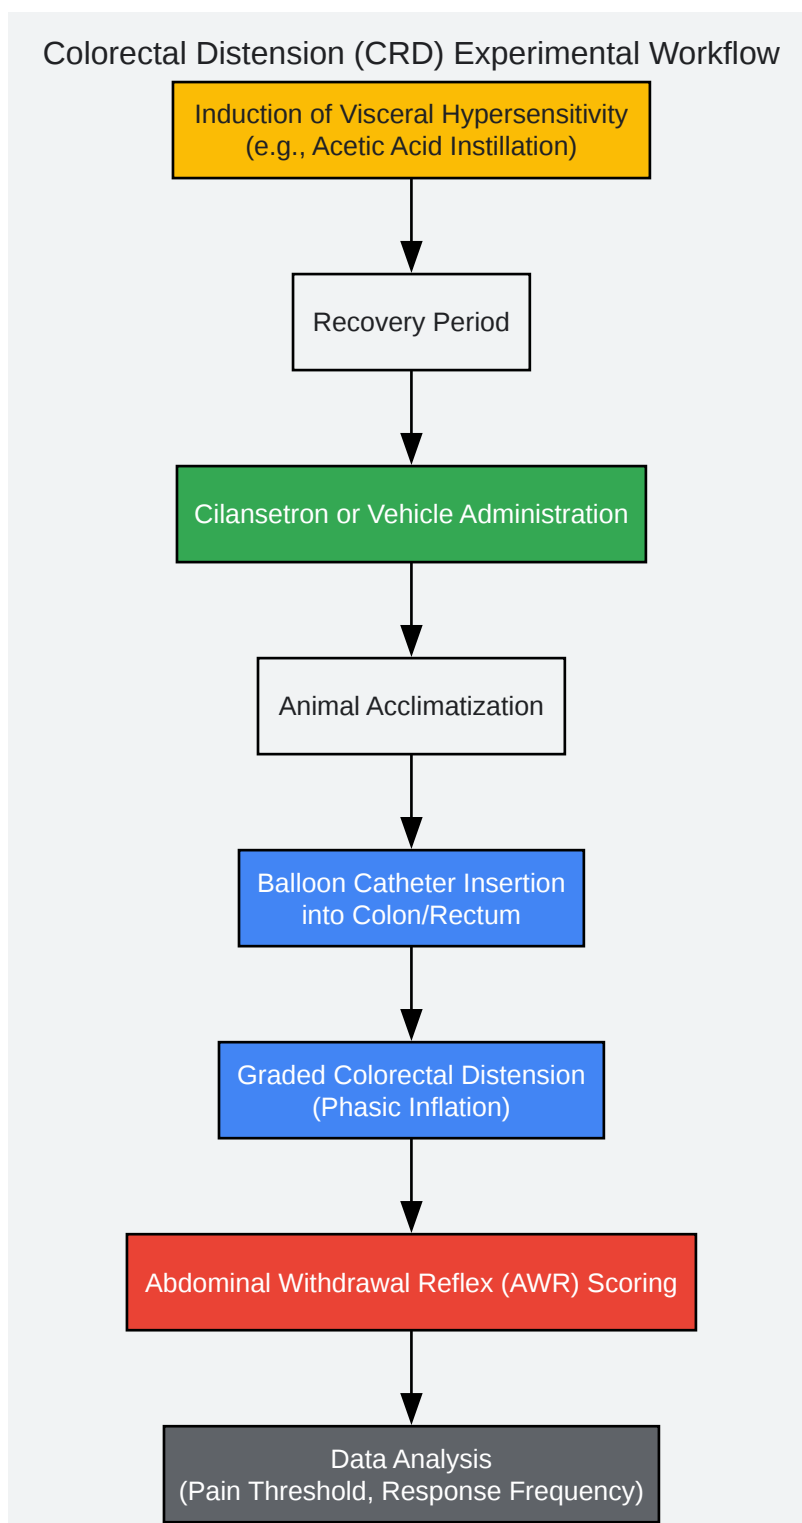 Colorectal Distension (CRD) Experimental Workflow
Induction of Visceral Hypersensitivity
(e.g., Acetic Acid Instillation)
Recovery Period
Cilansetron or Vehicle Administration
Animal Acclimatization
Balloon Catheter Insertion
into Colon/Rectum
Graded Colorectal Distension
(Phasic Inflation)
Abdominal Withdrawal Reflex (AWR) Scoring
Data Analysis
(Pain Threshold, Response Frequency)